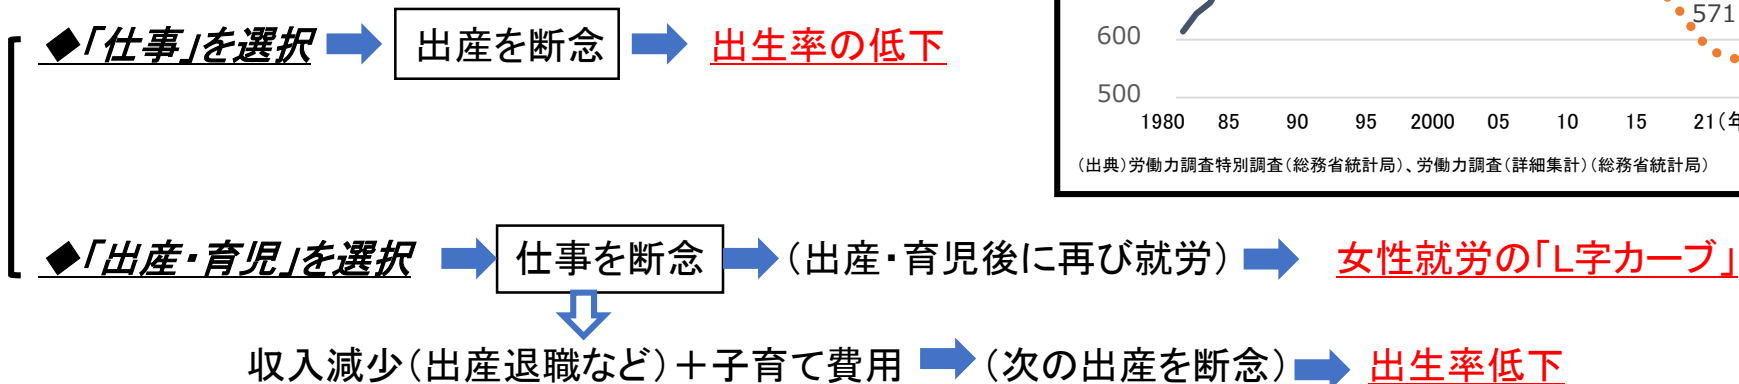 ◆「仕事」を選択 出産を断念 出生率の低下
571
600
500
1980 85 90 95 2000 05 10 15 21(年
(出典)労働力調査特別調査(総務省統計局)、労働力調査(詳細集計)(総務省統計局)
◆「出産・育児」を選択 仕事を断念 (出産・育児後に再び就労) 女性就労の「L字カーブ」
収入減少(出産退職など)+子育て費用 (次の出産を断念) 出生率低下